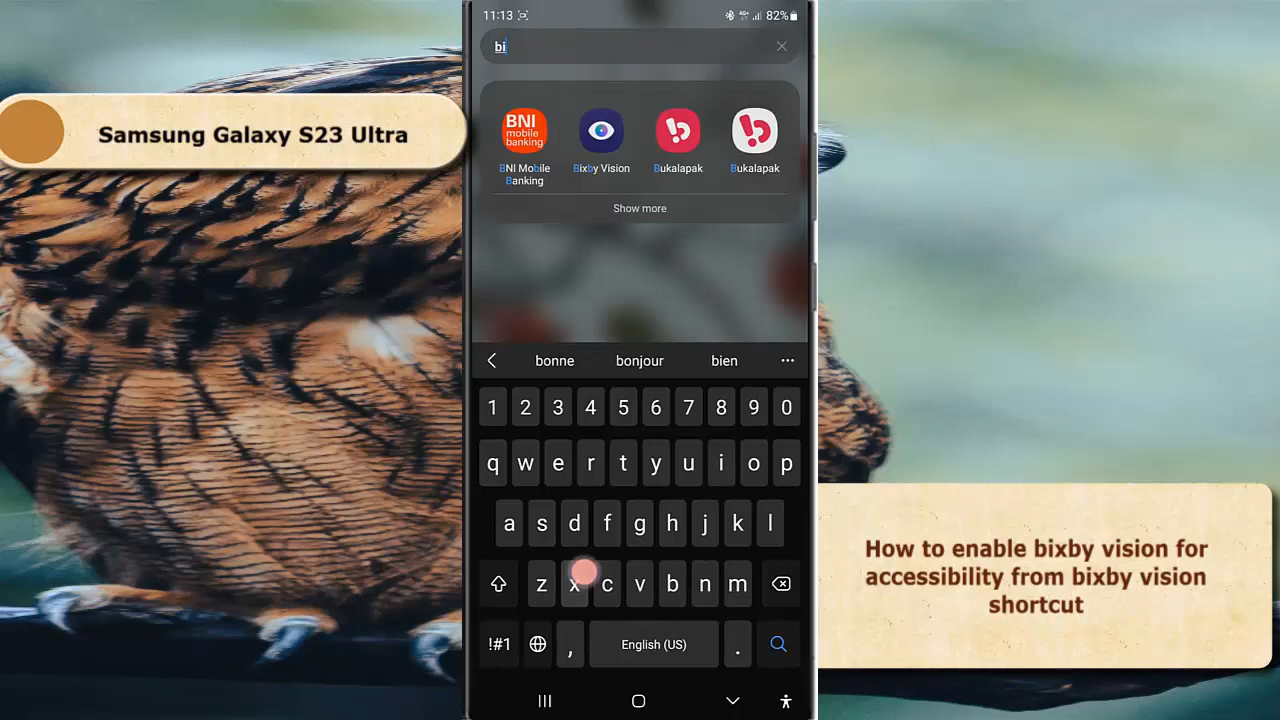 11:13
82%
bi
Samsung Galaxy S23 Ultra
BNI
mobile
banking
BNI Mobile
Banking
Bixby Vision
Bukalapak
Bukalapak
Show more
bonne
bonjour
bien
1 2 3 4 5 6 7 8 9 0
q w e r t y u i o p
a s d f g h j k l
z x c v b n m
!#1
,
English (US)
.
How to enable bixby vision for
accessibility from bixby vision
shortcut